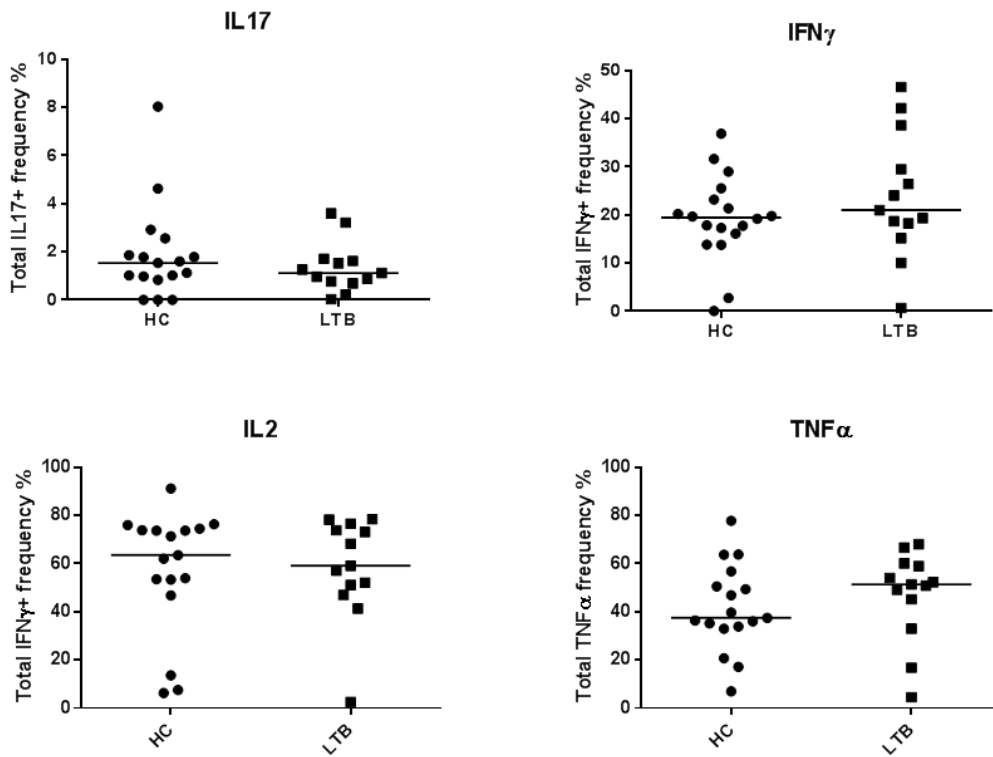 IL17
Total IL17+ frequency %
10
8
6
4
2
0
HC
LTB
IFNγ
Total IFNγ+ frequency %
50
40
30
20
10
0
HC
LTB
IL2
Total IFNγ+ frequency %
100
80
60
40
20
0
HC
LTB
TNFα
Total TNFα frequency %
100
80
60
40
20
0
HC
LTB